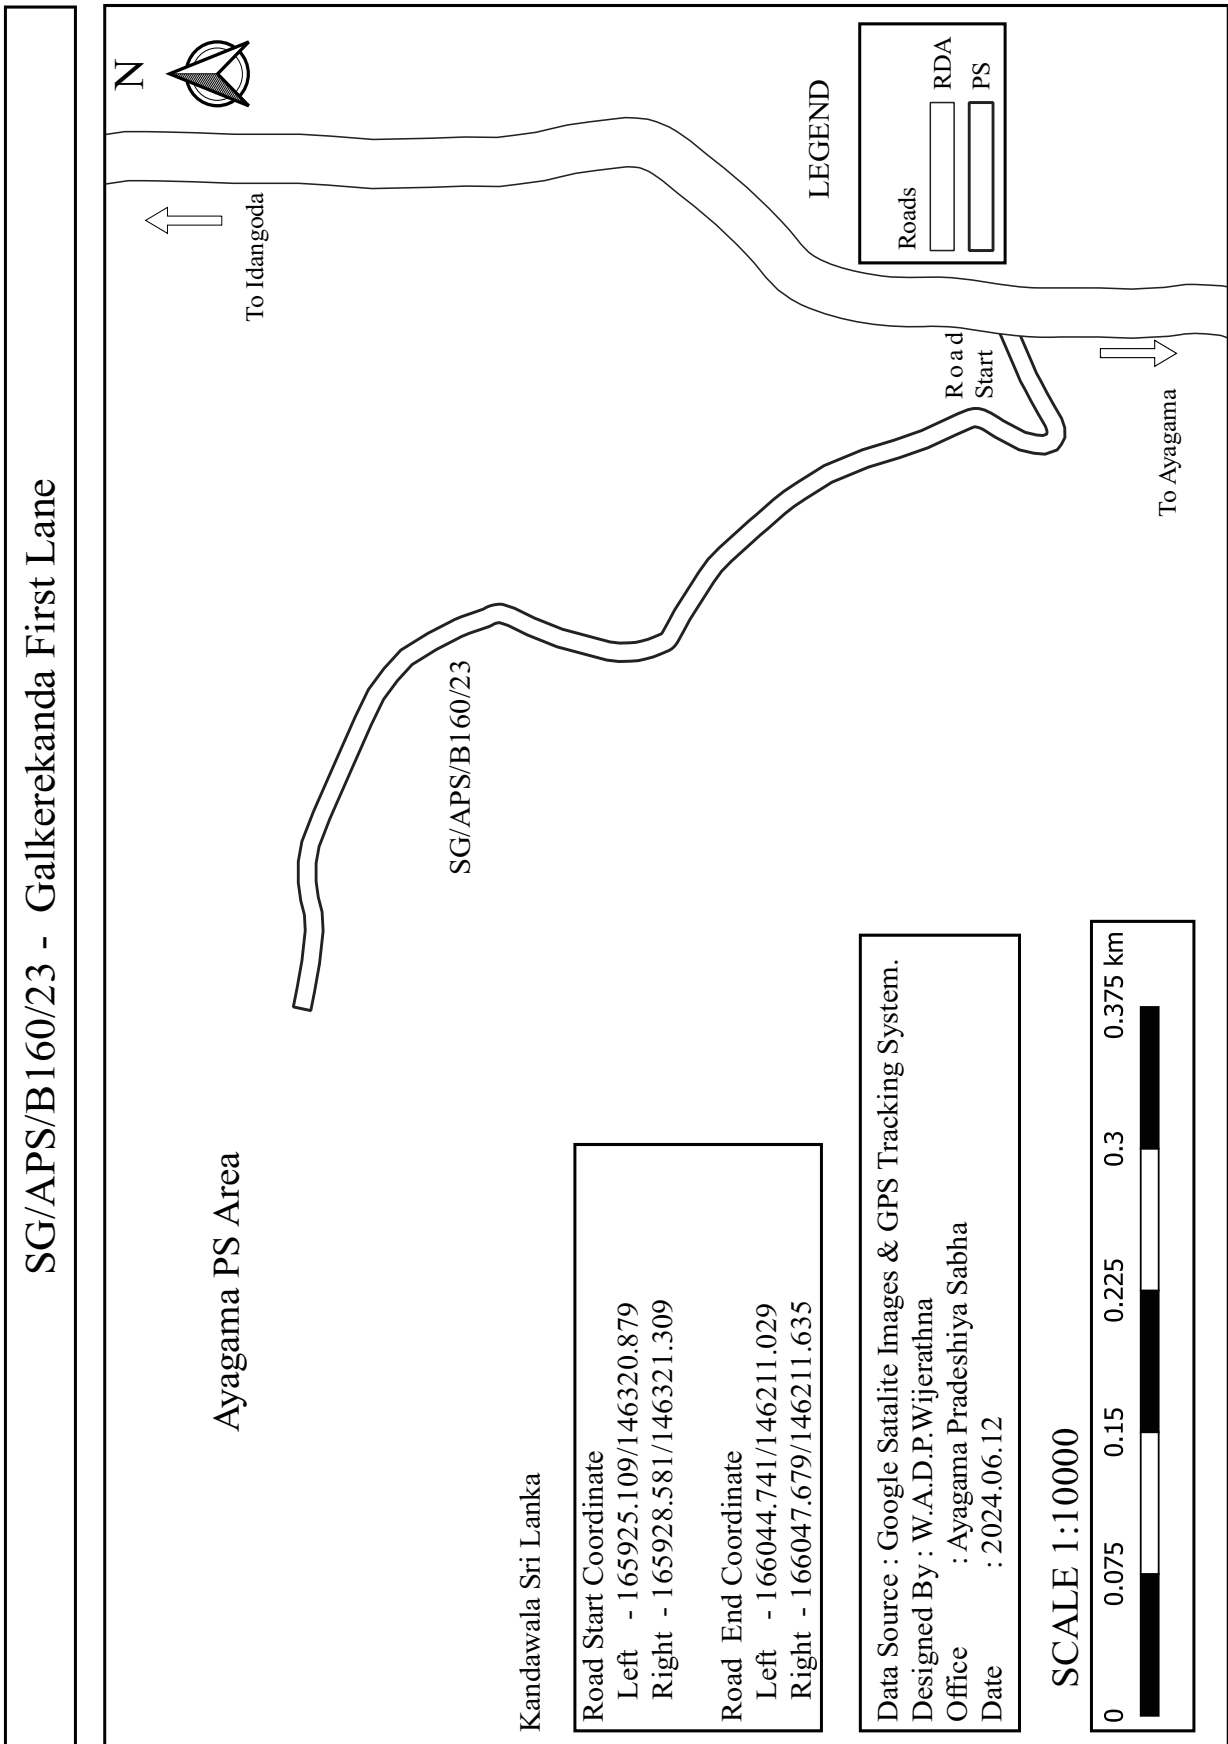 SG/APS/B160/23 - Galkerekanda First Lane
N
To Idangoda
Ayagama PS Area
SG/APS/B160/23
Kandawala Sri Lanka
Road Start Coordinate
Left - 165925.109/146320.879
Right - 165928.581/146321.309
Road End Coordinate
Left - 166044.741/146211.029
Right - 166047.679/146211.635
LEGEND
Roads
RDA
PS
Road
Start
To Ayagama
Data Source : Google Satalite Images & GPS Tracking System.
Designed By : W.A.D.P.Wijerathna
Office : Ayagama Pradeshiya Sabha
Date : 2024.06.12
SCALE 1:10000
0 0.075 0.15 0.225 0.3 0.375 km